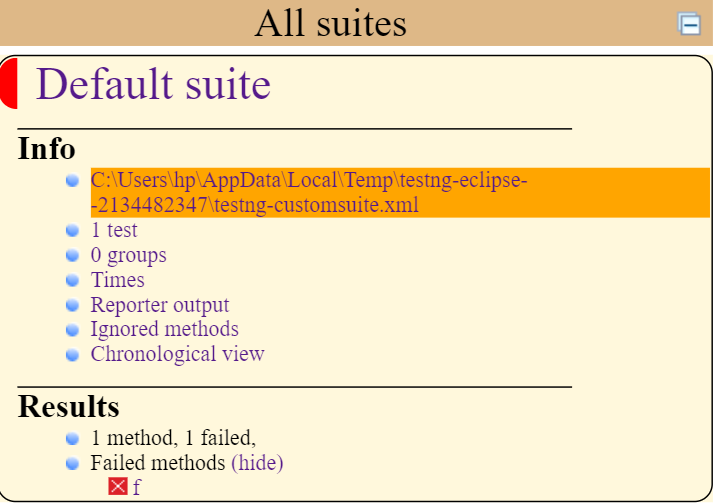 All suites
Default suite
Info
C:\Users\hp\AppData\Local\Temp\testng-eclipse-
-2134482347\testng-customsuite.xml
1 test
0 groups
Times
Reporter output
Ignored methods
Chronological view
Results
1 method, 1 failed,
Failed methods (hide)
f